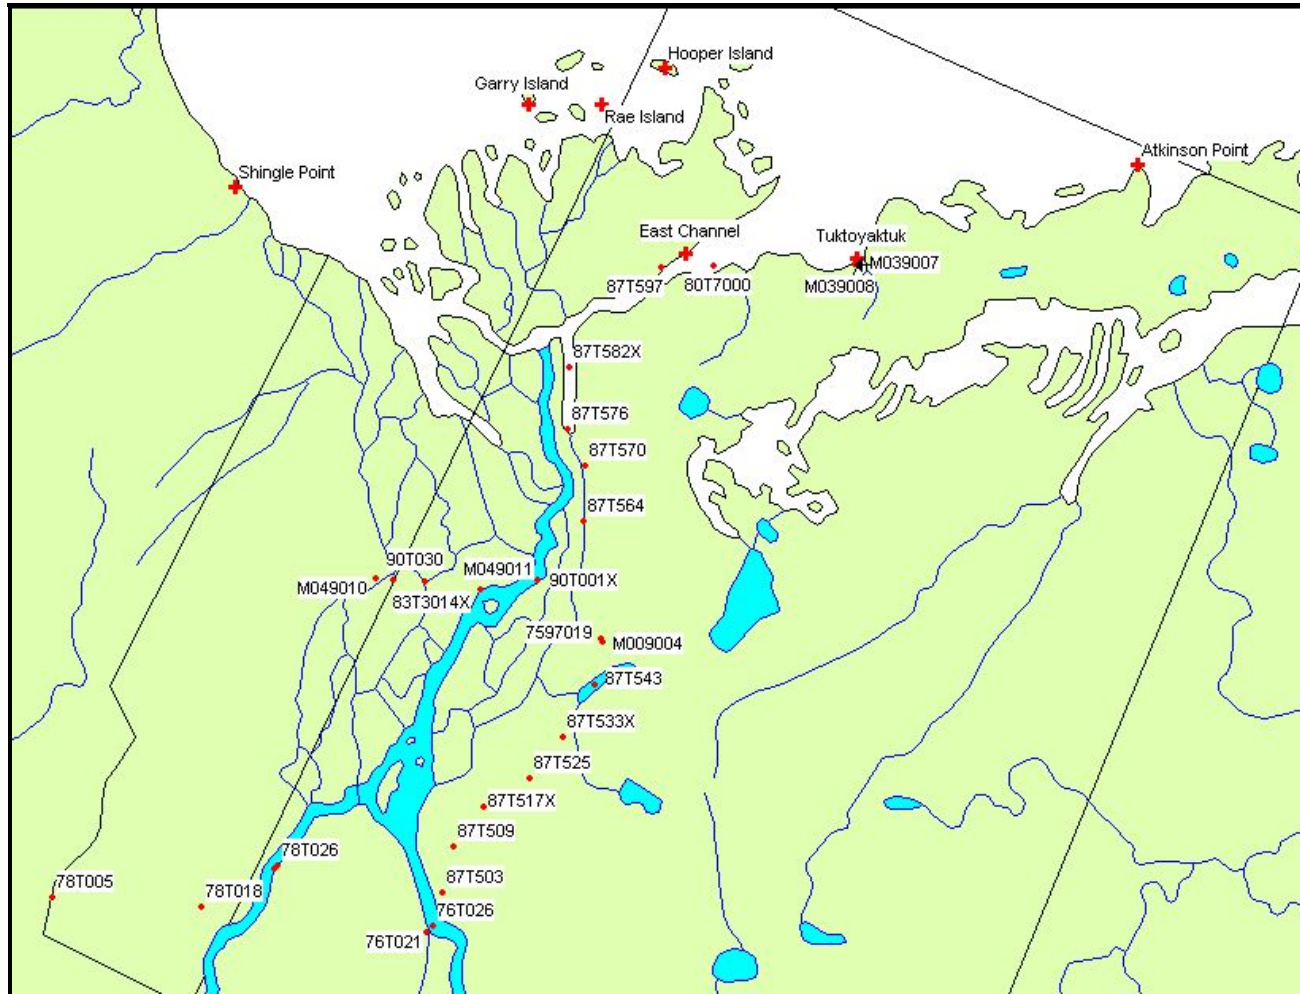 Hooper Island
Garry Island
Rae Island
Atkinson Point
Shingle Point
East Channel
Tuktoyaktuk
M039007
87T597
80T7000
M039008
87T582X
87T576
87T570
87T564
90T030
M049011
M049010
90T001X
83T3014X
7597019
M009004
87T543
87T533X
87T525
87T517X
87T509
78T026
87T503
78T005
78T018
76T026
76T021